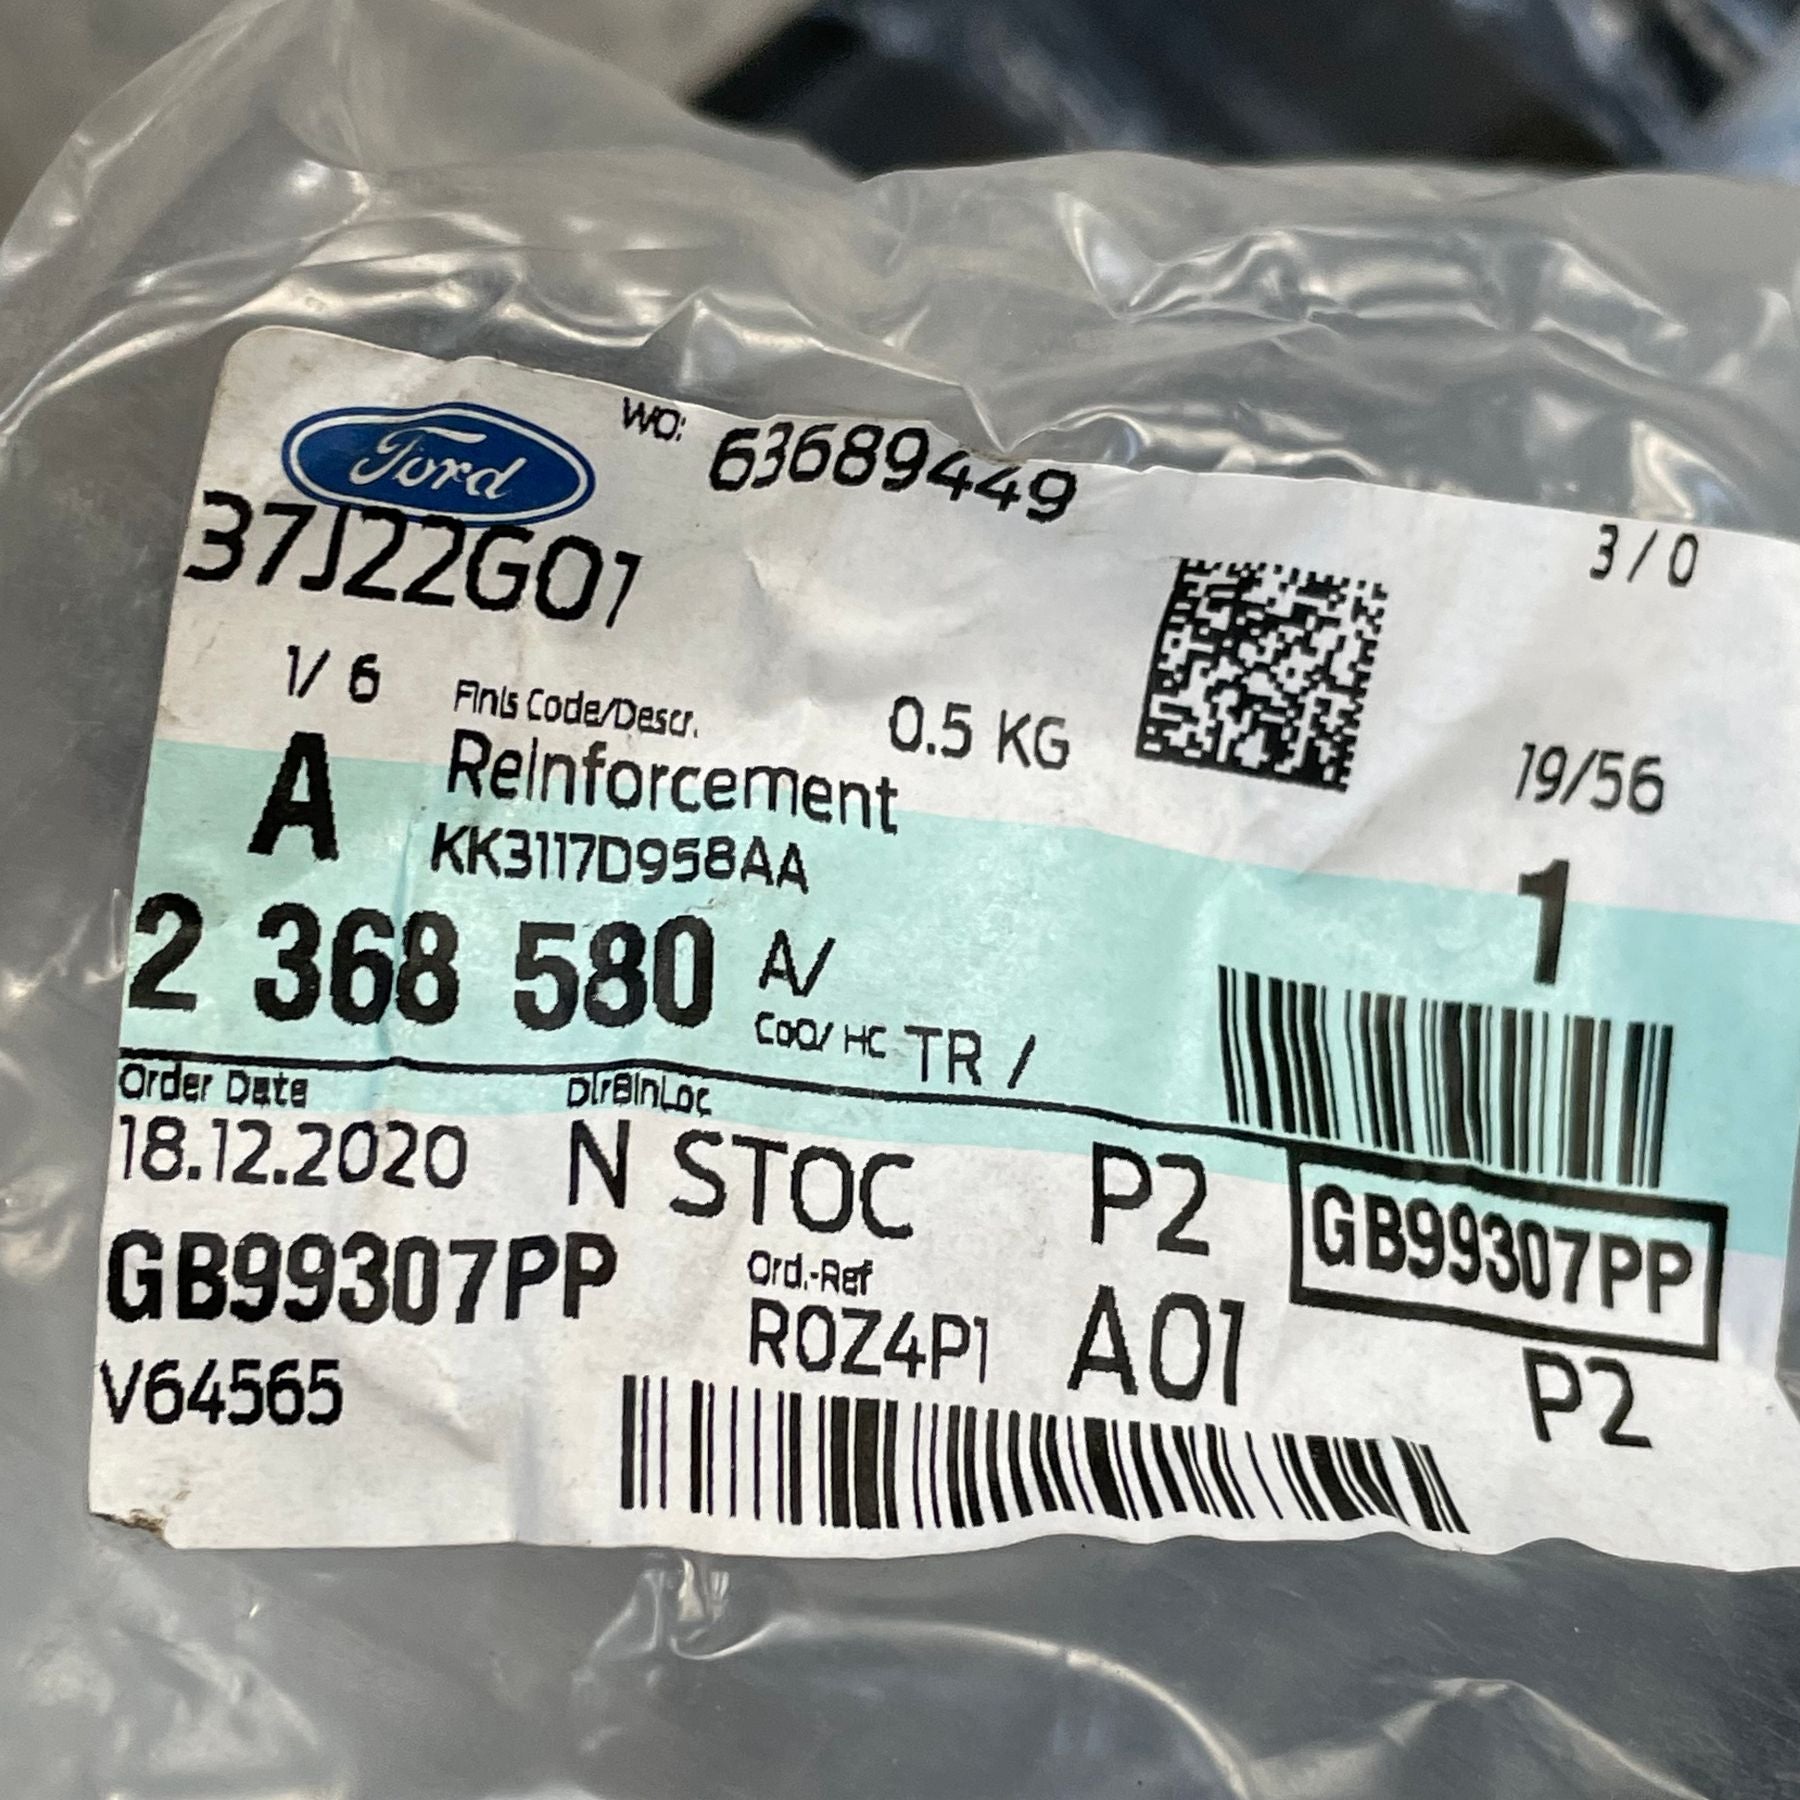 Ford
WO: 63689449
37J22G01
3 / 0
1/ 6
Finis Code/Descr.
0.5 KG
19/56
A
Reinforcement
1
KK3117D958AA
2 368 580 A/
CoO/ HC TR /
Order Date
DlrBinLoc
18.12.2020
N STOC
P2
GB99307PP
GB99307PP
Ord.-Ref
R0Z4P1
A01
P2
V64565